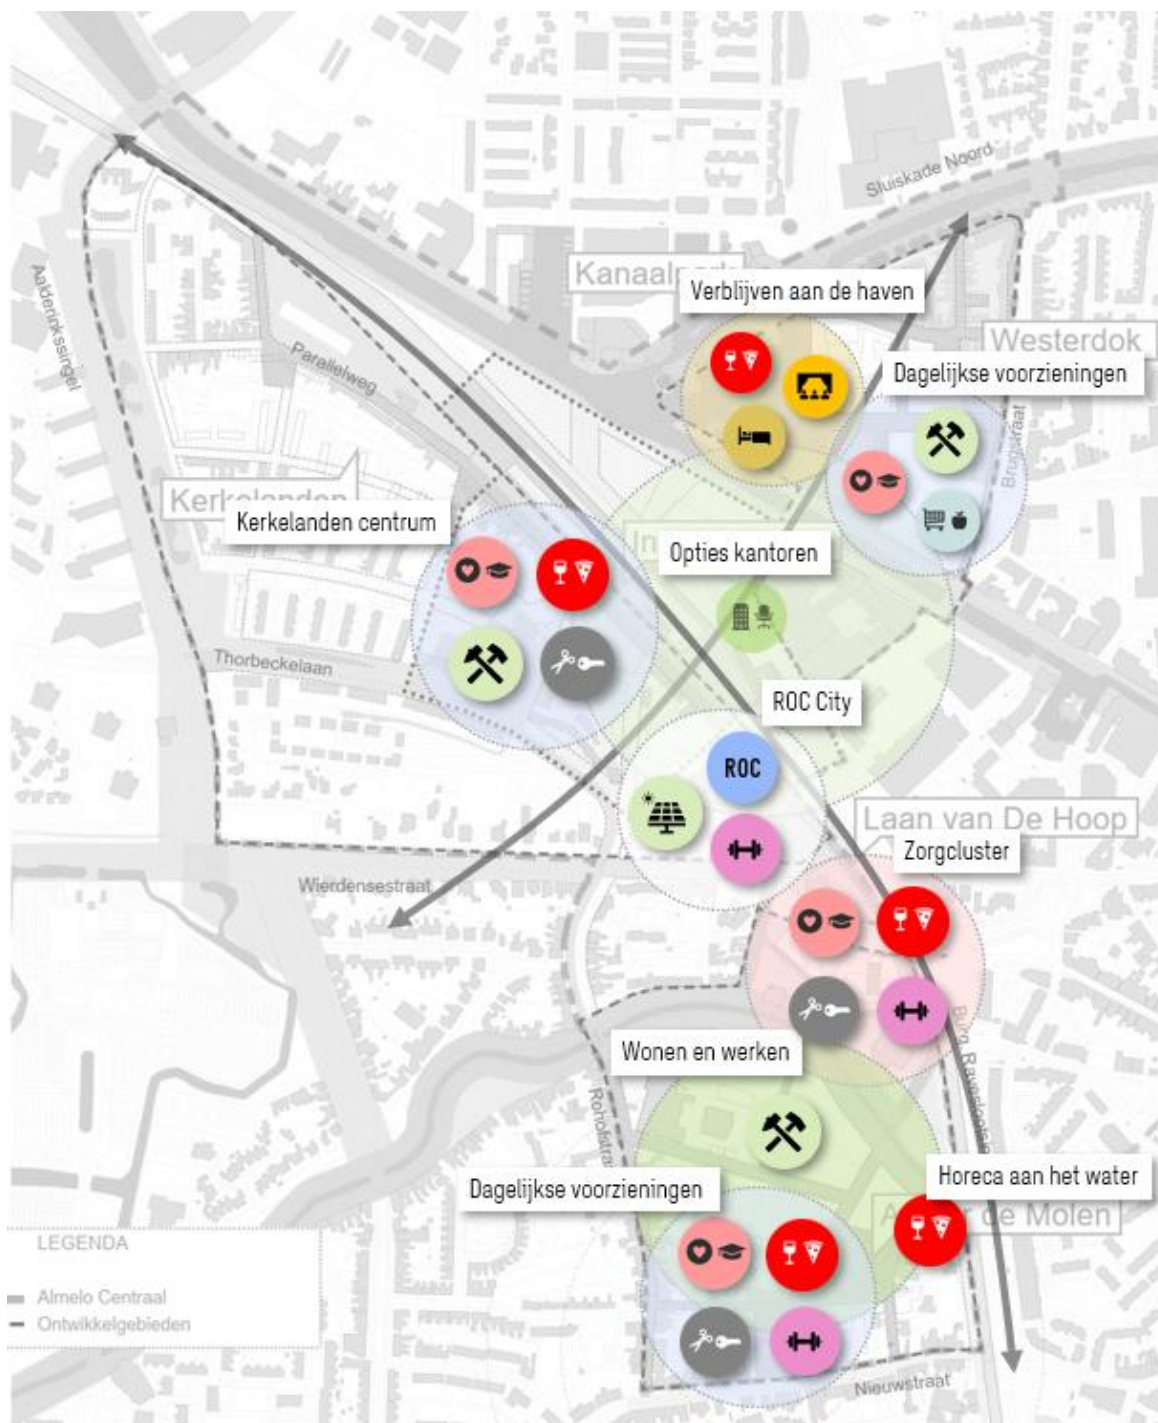 Sluiskade Noord
Verblijven aan de haven
Westerdok
Dagelijkse voorzieningen
Aalderinkssingel
Parallelweg
Kerkelanden centrum
Opties kantoren
Thorbeckelaan
ROC City
ROC
Laan van De Hoop
Zorgcluster
Wierdensestraat
Wonen en werken
Horeca aan het water
Dagelijkse voorzieningen
de Molen
LEGENDA
Almelo Centraal
Ontwikkelgebieden
Nieuwstraat